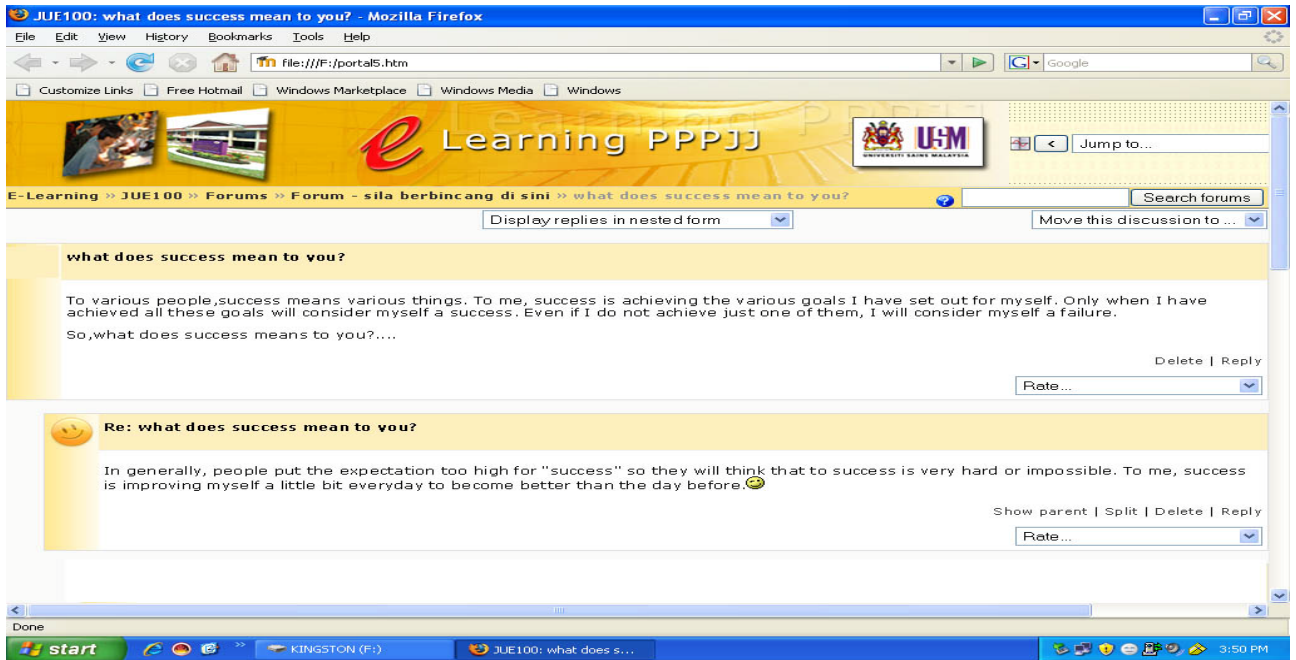 JUE100: what does success mean to you? - Mozilla Firefox
File Edit View History Bookmarks Tools Help
file:///F:/portal5.htm
Google
Customize Links Free Hotmail Windows Marketplace Windows Media Windows
e Learning PPPJJ
USM
UNIVERSITI SAINS MALAYSIA
< Jump to...
E-Learning » JUE100 » Forums » Forum - sila berbincang di sini » what does success mean to you?
Search forums
Display replies in nested form
Move this discussion to ...
what does success mean to you?
To various people,success means various things. To me, success is achieving the various goals I have set out for myself. Only when I have
achieved all these goals will consider myself a success. Even if I do not achieve just one of them, I will consider myself a failure.
So,what does success means to you?....
Delete | Reply
Rate...
Re: what does success mean to you?
In generally, people put the expectation too high for "success" so they will think that to success is very hard or impossible. To me, success
is improving myself a little bit everyday to become better than the day before.
Show parent | Split | Delete | Reply
Rate...
Done
start
KINGSTON (F:)
JUE100: what does s...
3:50 PM